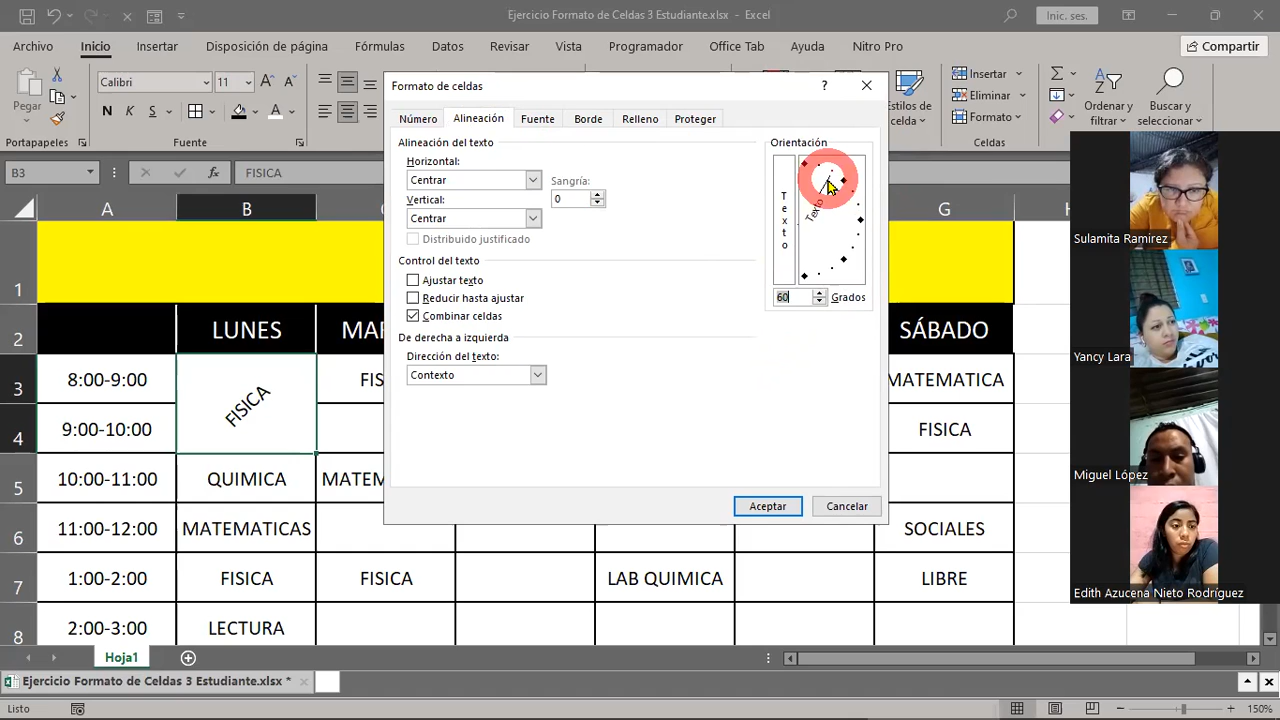 Ejercicio Formato de Celdas 3 Estudiante.xlsx - Excel
Inic. ses.
Archivo Inicio Insertar Disposición de página Fórmulas Datos Revisar Vista Programador Office Tab Ayuda Nitro Pro Compartir
Pegar
Portapapeles
Calibri 11
N K S
Fuente
Estilos de celda
Insertar
Eliminar
Formato
Celdas
Ordenar y filtrar
Buscar y seleccionar
Edición
B3
FISICA
Formato de celdas
Número Alineación Fuente Borde Relleno Proteger
Alineación del texto
Horizontal:
Centrar
Sangría:
0
Vertical:
Centrar
Distribuido justificado
Control del texto
Ajustar texto
Reducir hasta ajustar
Combinar celdas
De derecha a izquierda
Dirección del texto:
Contexto
Orientación
Texto
Texto
60 Grados
Aceptar Cancelar
A B G
1
2 LUNES SÁBADO
3 8:00-9:00 FISICA MATEMATICA
4 9:00-10:00 FISICA
5 10:00-11:00 QUIMICA
6 11:00-12:00 MATEMATICAS SOCIALES
7 1:00-2:00 FISICA FISICA LAB QUIMICA LIBRE
8 2:00-3:00 LECTURA
Hoja1
Ejercicio Formato de Celdas 3 Estudiante.xlsx *
Listo
150%
Sulamita Ramirez
Yancy Lara
Miguel López
Edith Azucena Nieto Rodríguez